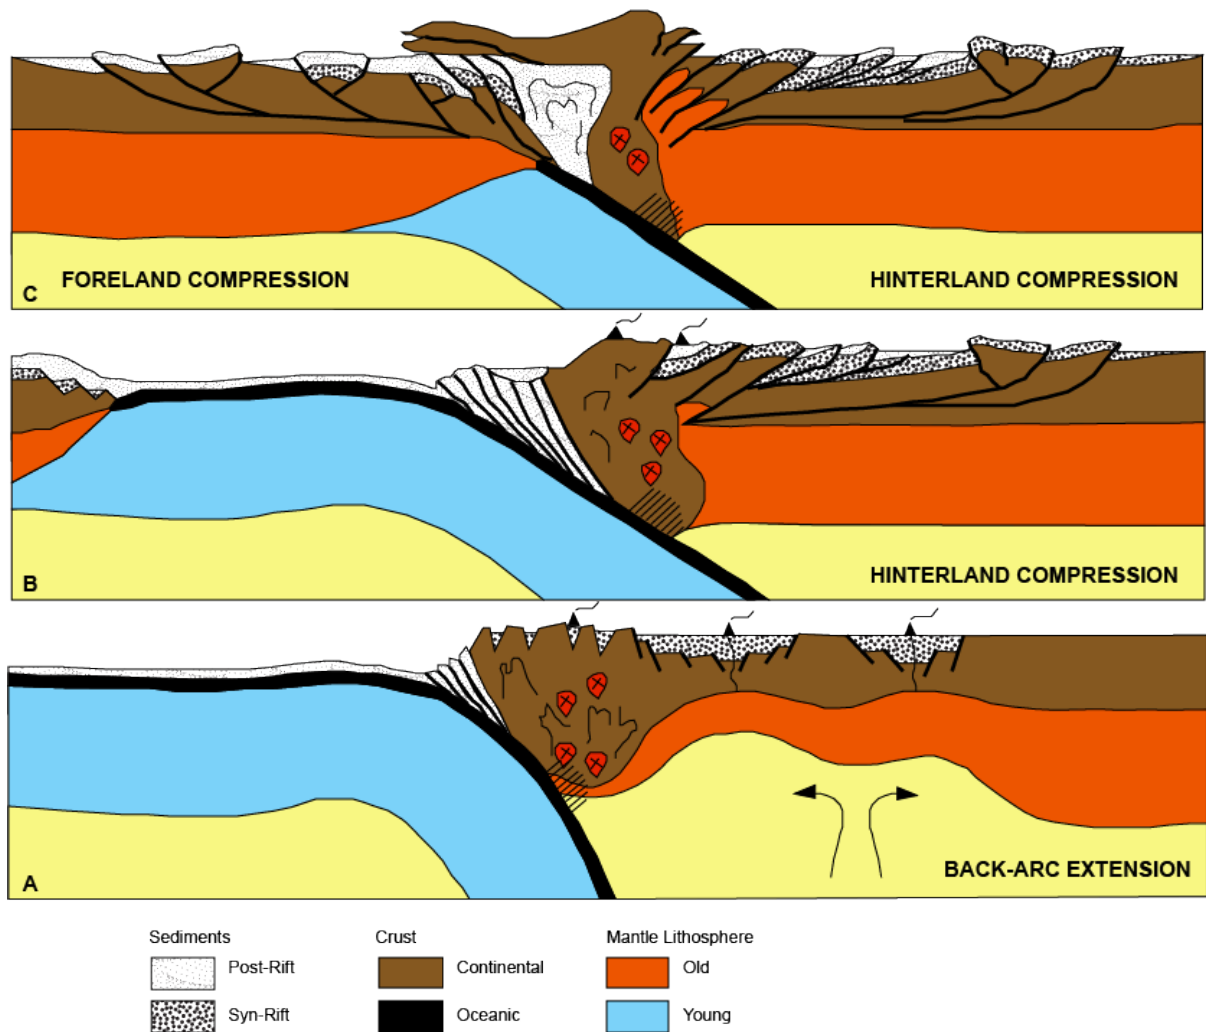 FORELAND COMPRESSION
HINTERLAND COMPRESSION
C
HINTERLAND COMPRESSION
B
BACK-ARC EXTENSION
A
Sediments
Crust
Mantle Lithosphere
Post-Rift
Continental
Old
Syn-Rift
Oceanic
Young